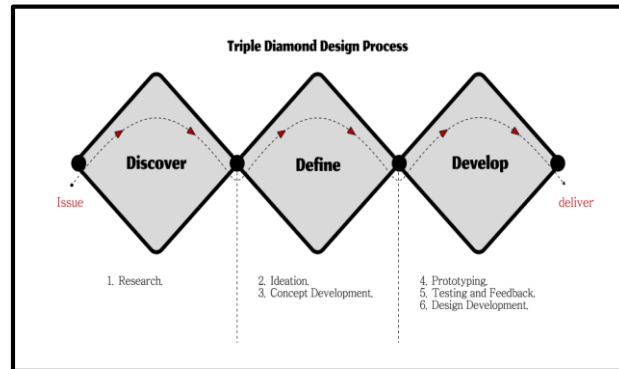 Triple Diamond Design Process
Discover
Define
Develop
Issue
deliver
1. Research.
2. Ideation.
3. Concept Development.
4. Prototyping.
5. Testing and Feedback.
6. Design Development.